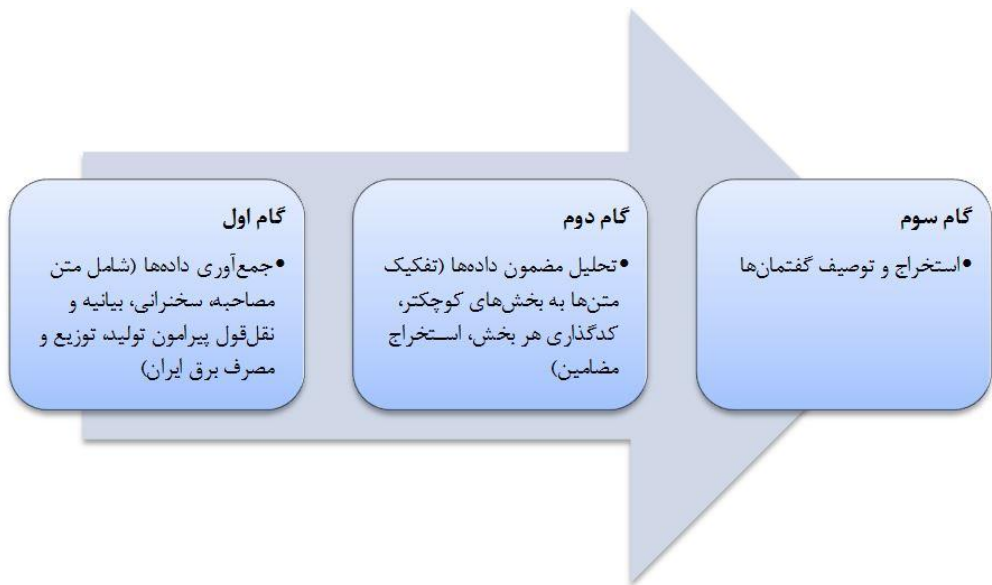 گام اول
•جمع‌آوری داده‌ها (شامل متن
مصاحبه، سخنرانی، بیانیه و
نقل‌قول پیرامون تولید، توزیع و
مصرف برق ایران)
گام دوم
•تحلیل مضمون داده‌ها (تفکیک
متن‌ها به بخش‌های کوچکتر،
کدگذاری هر بخش، استخراج
مضامین)
گام سوم
•استخراج و توصیف گفتمان‌ها